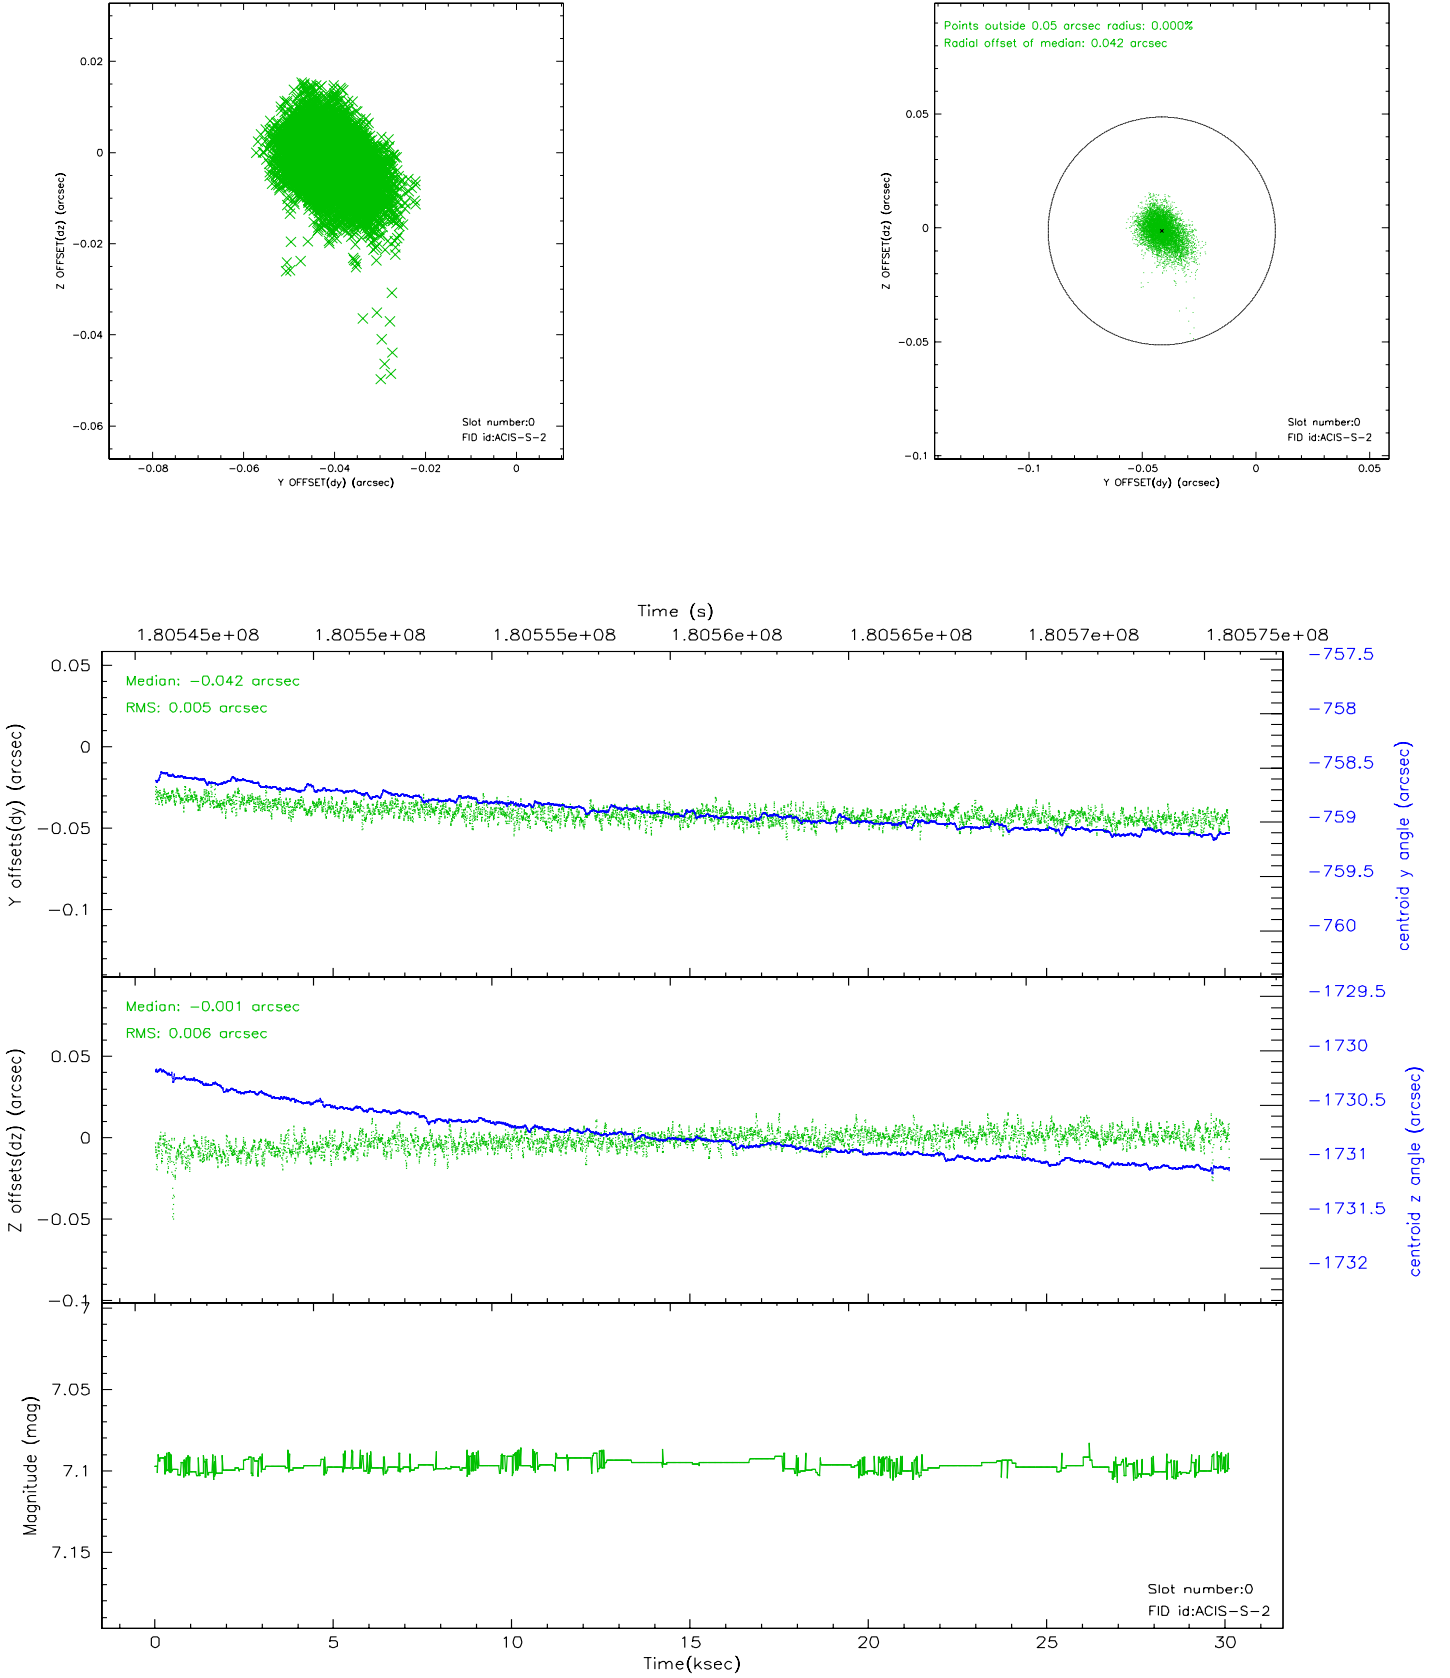 0.02
0
-0.02
-0.04
-0.06
Z OFFSET(dz) (arcsec)
Slot number:0
FID id:ACIS-S-2
-0.08
-0.06
-0.04
-0.02
0
Y OFFSET(dy) (arcsec)
Points outside 0.05 arcsec radius: 0.000%
Radial offset of median: 0.042 arcsec
0.05
0
-0.05
-0.1
Z OFFSET(dz) (arcsec)
Slot number:0
FID id:ACIS-S-2
-0.1
-0.05
0
0.05
Y OFFSET(dy) (arcsec)
Time (s)
1.80545e+08
1.8055e+08
1.80555e+08
1.8056e+08
1.80565e+08
1.8057e+08
1.80575e+08
0.05
0
-0.05
-0.1
Y offsets(dy) (arcsec)
Median: -0.042 arcsec
RMS: 0.005 arcsec
-757.5
-758
-758.5
-759
-759.5
-760
centroid y angle (arcsec)
0.05
0
-0.05
-0.1
Z offsets(dz) (arcsec)
Median: -0.001 arcsec
RMS: 0.006 arcsec
-1729.5
-1730
-1730.5
-1731
-1731.5
-1732
centroid z angle (arcsec)
7
7.05
7.1
7.15
Magnitude (mag)
Slot number:0
FID id:ACIS-S-2
0
5
10
15
20
25
30
Time(ksec)